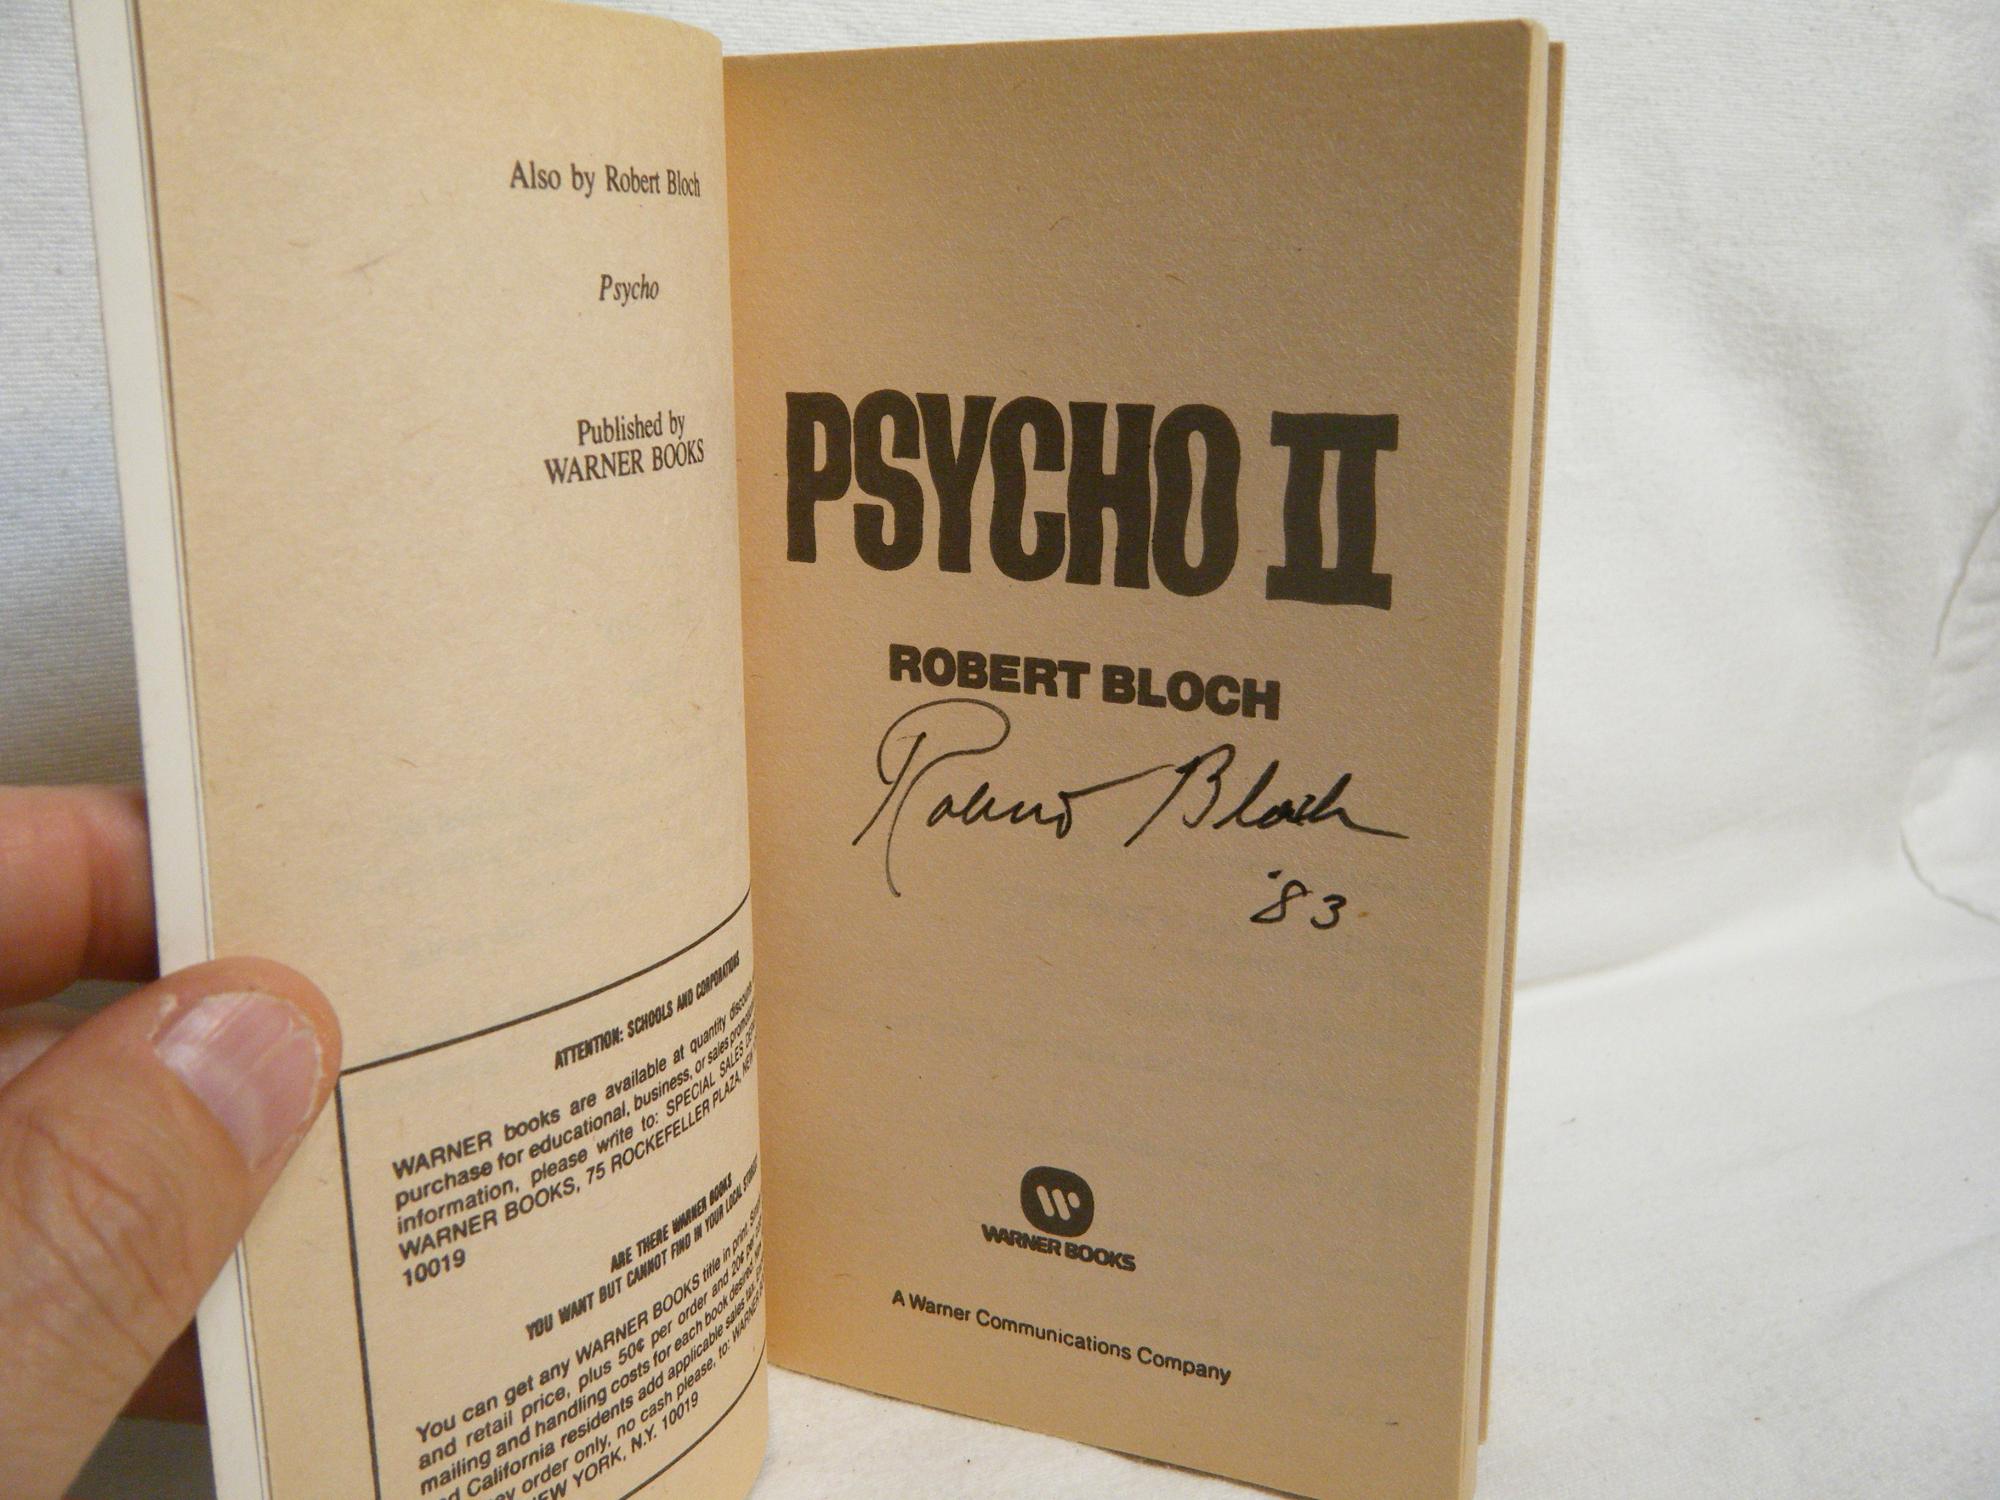 Also by Robert Bloch
Psycho
Published by
WARNER BOOKS
ATTENTION: SCHOOLS AND CORPORATIONS
WARNER books are available at quantity
purchase for educational, business, or sales
information, please write to: SPECIAL SALES
WARNER BOOKS, 75 ROCKEFELLER PLAZA,
10019
ARE THERE WARNER BOOKS
YOU WANT BUT CANNOT FIND IN YOUR LOCAL STORES
You can get any WARNER BOOKS title in print.
and retail price, plus 50¢ per order and 20¢ per
mailing and handling costs for each book desired.
California residents add applicable sales tax.
order only, no cash please, to: WARNER
NEW YORK, N.Y. 10019
PSYCHO II
ROBERT BLOCH
Robert Bloch
'83
WARNER BOOKS
A Warner Communications Company